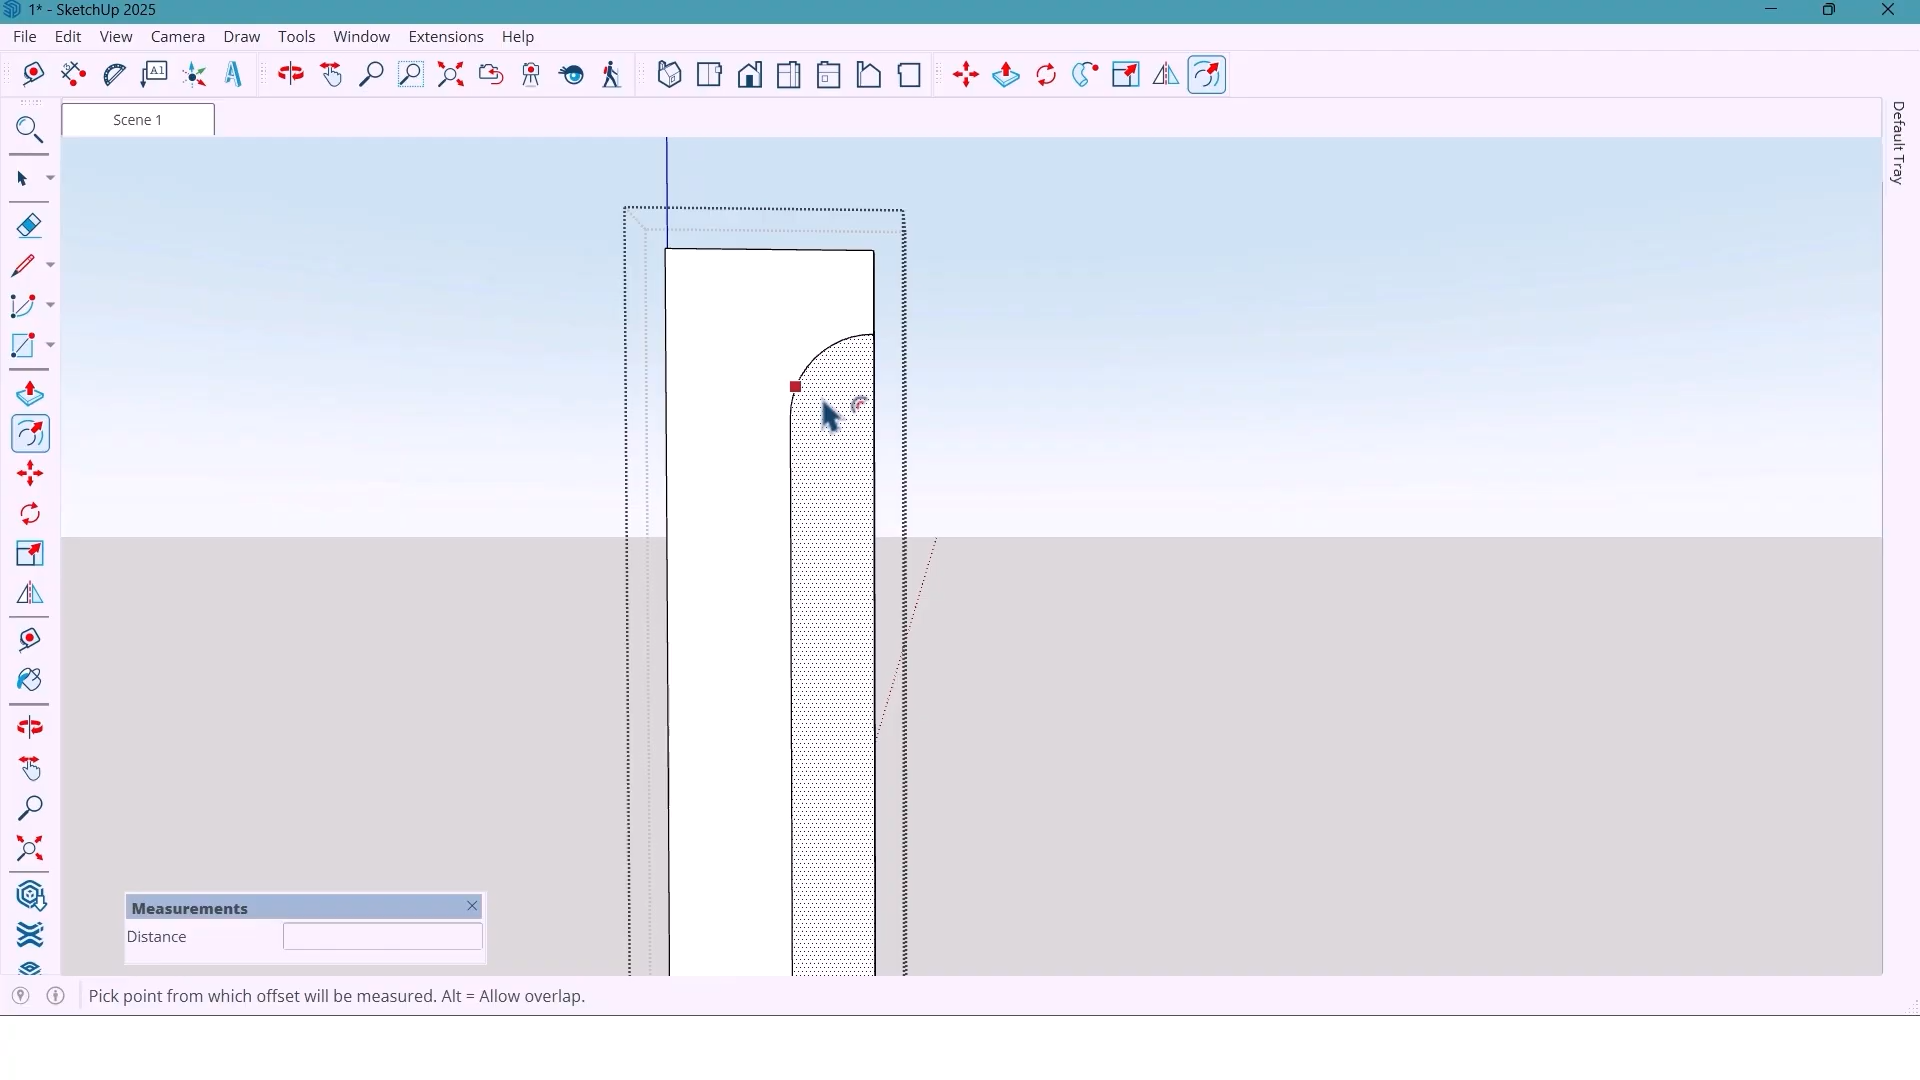 1* - SketchUp 2025
File Edit View Camera Draw Tools Window Extensions Help
A1
Scene 1
Default Tray
Measurements
Distance
Pick point from which offset will be measured. Alt = Allow overlap.